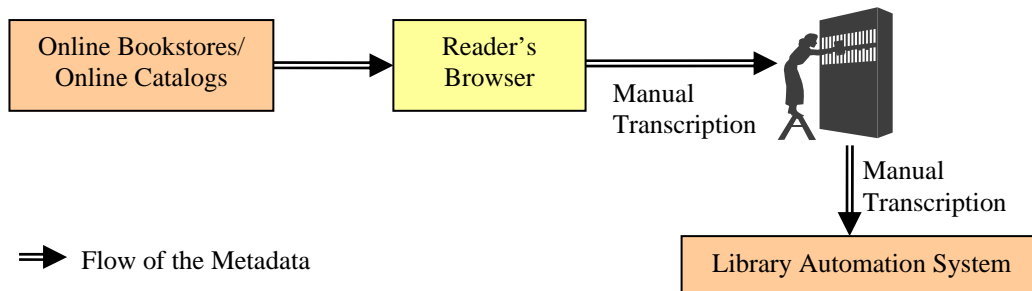 Online Bookstores/
Online Catalogs
Reader’s
Browser
Manual
Transcription
Manual
Transcription
Flow of the Metadata
Library Automation System